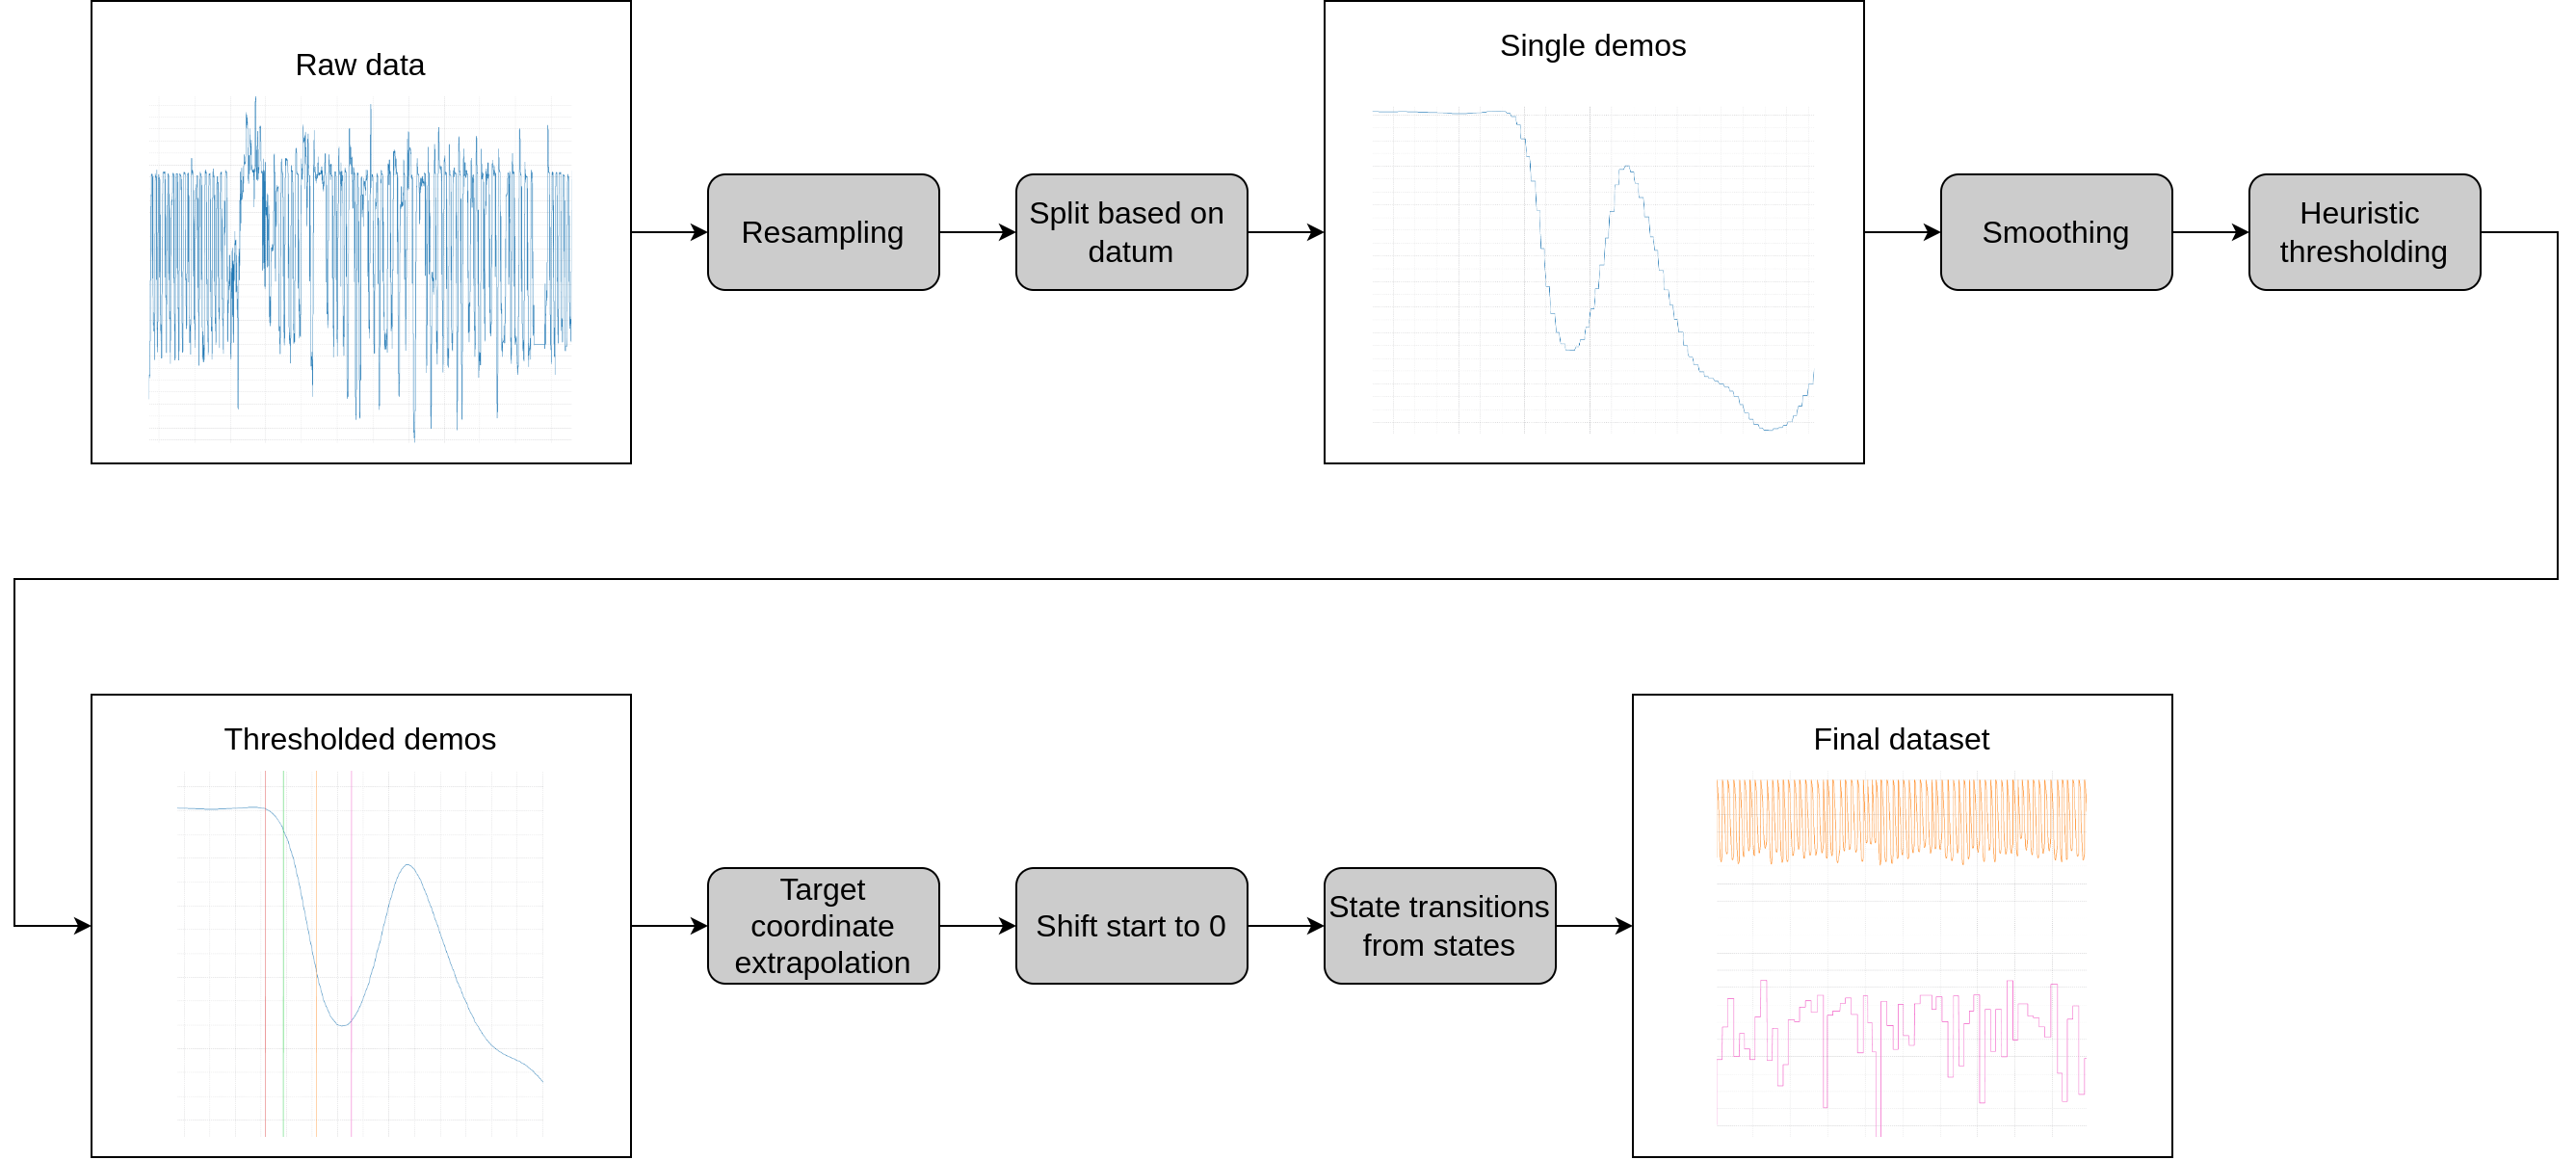 Raw data
Resampling
Split based on
datum
Single demos
Smoothing
Heuristic
thresholding
Thresholded demos
Target
coordinate
extrapolation
Shift start to 0
State transitions
from states
Final dataset